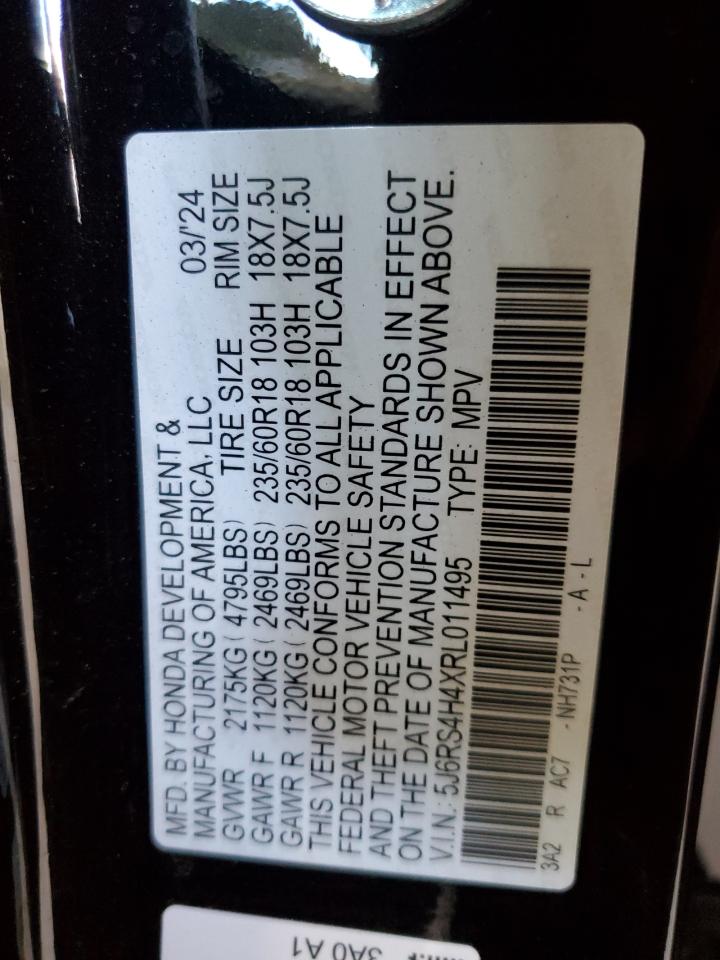 MFD. BY HONDA DEVELOPMENT &
MANUFACTURING OF AMERICA, LLC 03/'24
GVWR 2175KG ( 4795LBS) TIRE SIZE RIM SIZE
GAWR F 1120KG ( 2469LBS) 235/60R18 103H 18X7.5J
GAWR R 1120KG ( 2469LBS) 235/60R18 103H 18X7.5J
THIS VEHICLE CONFORMS TO ALL APPLICABLE
FEDERAL MOTOR VEHICLE SAFETY
AND THEFT PREVENTION STANDARDS IN EFFECT
ON THE DATE OF MANUFACTURE SHOWN ABOVE.
V.I.N.: 5J6RS4H4XRL011495 TYPE: MPV
3A2 R AC7 - NH731P - A - L
3A0 A1